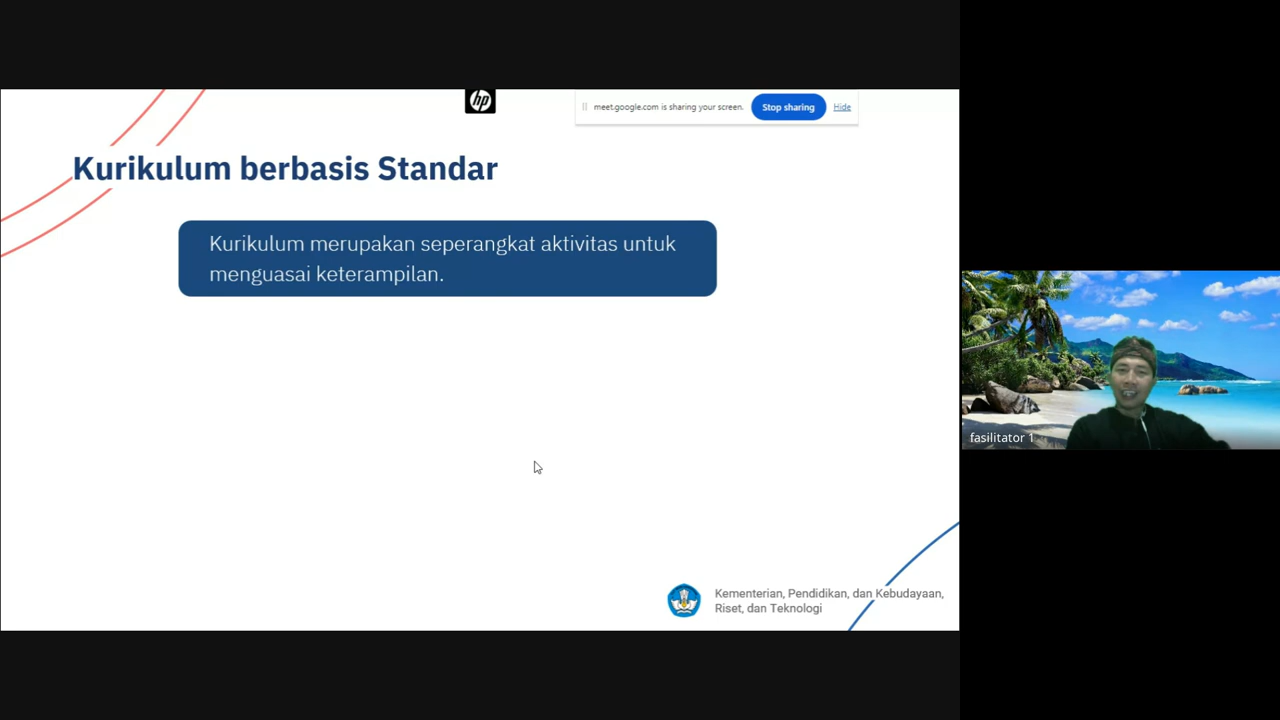 hp
meet.google.com is sharing your screen. Stop sharing Hide
Kurikulum berbasis Standar
Kurikulum merupakan seperangkat aktivitas untuk
menguasai keterampilan.
fasilitator 1
Kementerian, Pendidikan, dan Kebudayaan,
Riset, dan Teknologi